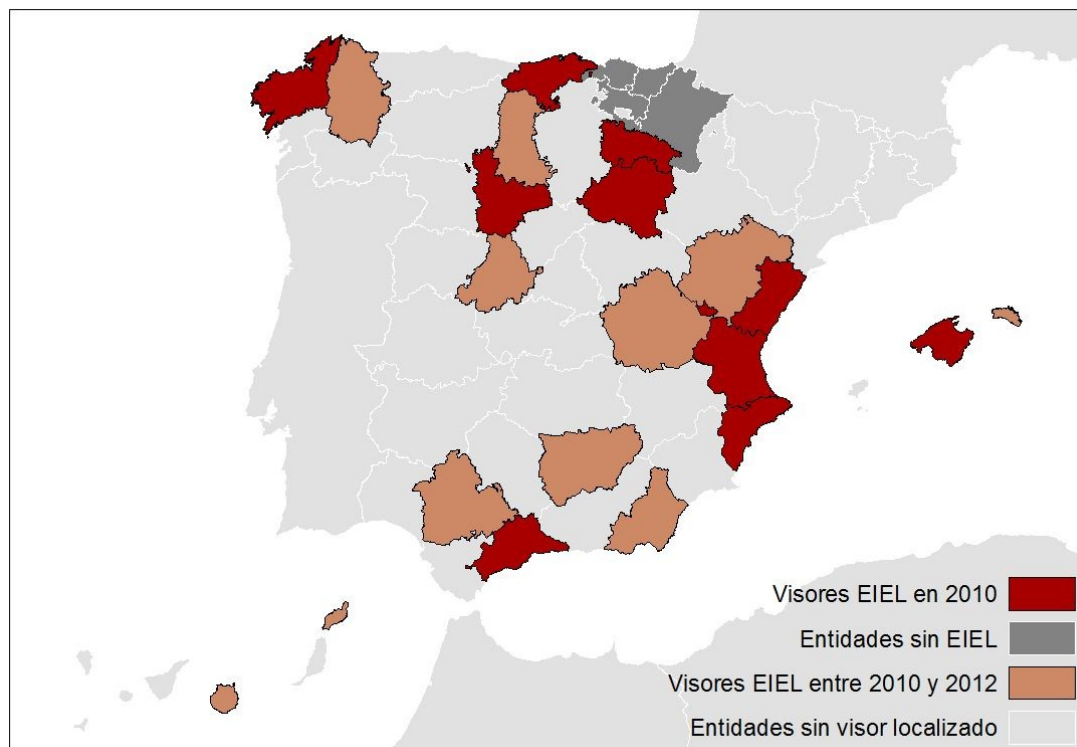 Visores EIEL en 2010
Entidades sin EIEL
Visores EIEL entre 2010 y 2012
Entidades sin visor localizado